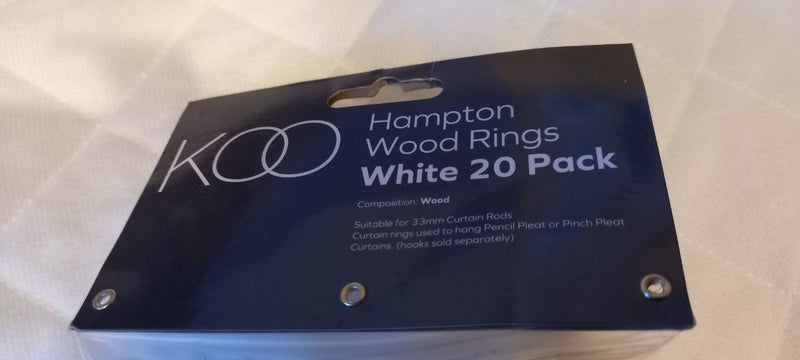 KOO
Hampton
Wood Rings
White 20 Pack
Composition: Wood
Suitable for 33mm Curtain Rods
Curtain rings used to hang Pencil Pleat or Pinch Pleat
Curtains. (hooks sold separately)